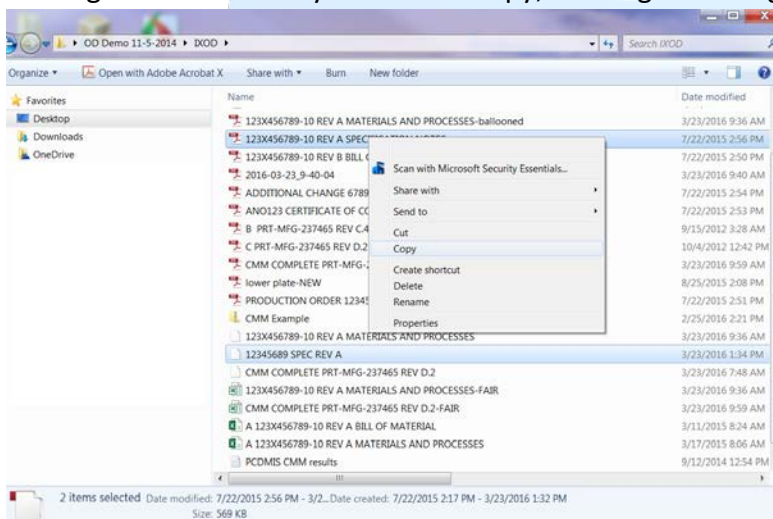 OD Demo 11-5-2014 ▸ IXOD ▸
Search IXOD
Organize ▾ Open with Adobe Acrobat X Share with ▾ Burn New folder
Favorites
Desktop
Downloads
OneDrive
Name Date modified
123X456789-10 REV A MATERIALS AND PROCESSES-ballooned 3/23/2016 9:36 AM
123X456789-10 REV A SPECIFICATION NOTES 7/22/2015 2:56 PM
123X456789-10 REV B BILL 7/22/2015 2:50 PM
2016-03-23_9-40-04 3/23/2016 9:40 AM
ADDITIONAL CHANGE 6789 7/22/2015 2:54 PM
ANO123 CERTIFICATE OF CO 7/22/2015 2:53 PM
B PRT-MFG-237465 REV C.4 9/15/2012 3:28 AM
C PRT-MFG-237465 REV D.2 10/4/2012 12:42 PM
CMM COMPLETE PRT-MFG- 3/23/2016 9:59 AM
lower plate-NEW 8/25/2015 2:08 PM
PRODUCTION ORDER 12345 7/22/2015 2:51 PM
CMM Example 2/25/2016 2:21 PM
123X456789-10 REV A MATERIALS AND PROCESSES 3/23/2016 9:36 AM
12345689 SPEC REV A 3/23/2016 1:34 PM
CMM COMPLETE PRT-MFG-237465 REV D.2 3/23/2016 7:48 AM
123X456789-10 REV A MATERIALS AND PROCESSES-FAIR 3/23/2016 9:36 AM
CMM COMPLETE PRT-MFG-237465 REV D.2-FAIR 3/23/2016 9:59 AM
A 123X456789-10 REV A BILL OF MATERIAL 3/11/2015 8:24 AM
A 123X456789-10 REV A MATERIALS AND PROCESSES 3/17/2015 8:06 AM
PCDMIS CMM results 9/12/2014 12:54 PM
Scan with Microsoft Security Essentials...
Share with
Send to
Cut
Copy
Create shortcut
Delete
Rename
Properties
2 items selected Date modified: 7/22/2015 2:56 PM - 3/2... Date created: 7/22/2015 2:17 PM - 3/23/2016 1:32 PM
Size: 569 KB